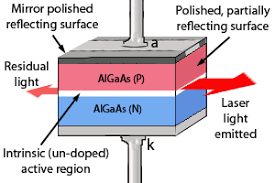 Mirror polished
reflecting surface
Polished, partially
reflecting surface
a
Residual
light
AlGaAs (P)
AlGaAs (N)
Laser
light
emitted
Intrinsic (un-doped)
active region
k